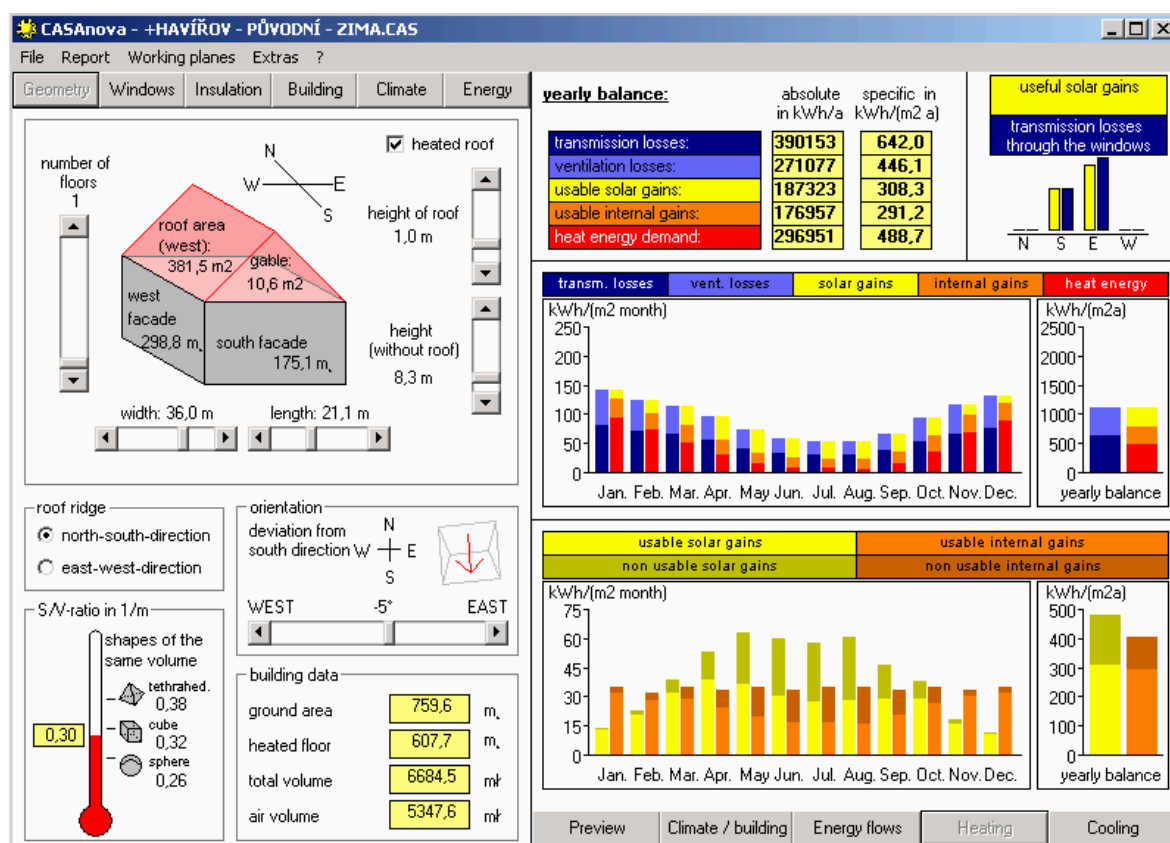 CASAnova - +HAVÍŘOV - PŮVODNÍ - ZIMA.CAS
File Report Working planes Extras ?
Geometry Windows Insulation Building Climate Energy
number of
floors
1
N
W E
S
heated roof
height of roof
1,0 m
roof area
(west):
381,5 m2
gable:
10,6 m2
west
facade
298,8 m
south facade
175,1 m
height
(without roof)
8,3 m
width: 36,0 m length: 21,1 m
roof ridge
north-south-direction
east-west-direction
orientation
deviation from
south direction
N
W E
S
WEST -5° EAST
S/V-ratio in 1/m
shapes of the
same volume
tethrahed.
0,38
cube
0,32
sphere
0,26
0,30
building data
ground area 759,6 m
heated floor 607,7 m
total volume 6684,5 mł
air volume 5347,6 mł
yearly balance: absolute in kWh/a specific in kWh/(m2 a)
transmission losses: 390153 642,0
ventilation losses: 271077 446,1
usable solar gains: 187323 308,3
usable internal gains: 176957 291,2
heat energy demand: 296951 488,7
useful solar gains
transmission losses
through the windows
N S E W
transm. losses vent. losses solar gains internal gains heat energy
kWh/(m2 month)
250
200
150
100
50
0
Jan. Feb. Mar. Apr. May Jun. Jul. Aug. Sep. Oct. Nov. Dec.
kWh/(m2a)
2500
2000
1500
1000
500
0
yearly balance
usable solar gains usable internal gains
non usable solar gains non usable internal gains
kWh/(m2 month)
75
60
45
30
15
0
Jan. Feb. Mar. Apr. May Jun. Jul. Aug. Sep. Oct. Nov. Dec.
kWh/(m2a)
500
400
300
200
100
0
yearly balance
Preview Climate / building Energy flows Heating Cooling